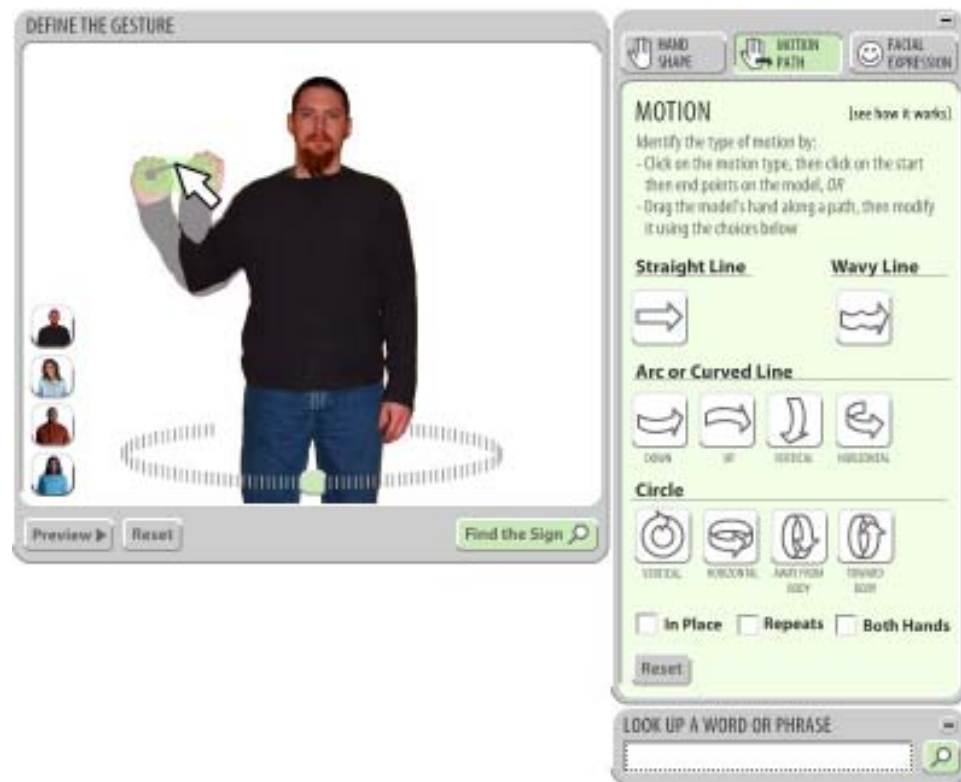 DEFINE THE GESTURE
HAND SHAPE
MOTION PATH
FACIAL EXPRESSION
MOTION [see how it works]
Identify the type of motion by:
- Click on the motion type, then click on the start
then end points on the model, OR
- Drag the model's hand along a path, then modify
it using the choices below
Straight Line Wavy Line
Arc or Curved Line
DOWN UP VERTICAL HORIZONTAL
Circle
VERTICAL HORIZONTAL AWAY FROM BODY TOWARD BODY
In Place Repeats Both Hands
Reset
Preview Reset Find the Sign
LOOK UP A WORD OR PHRASE